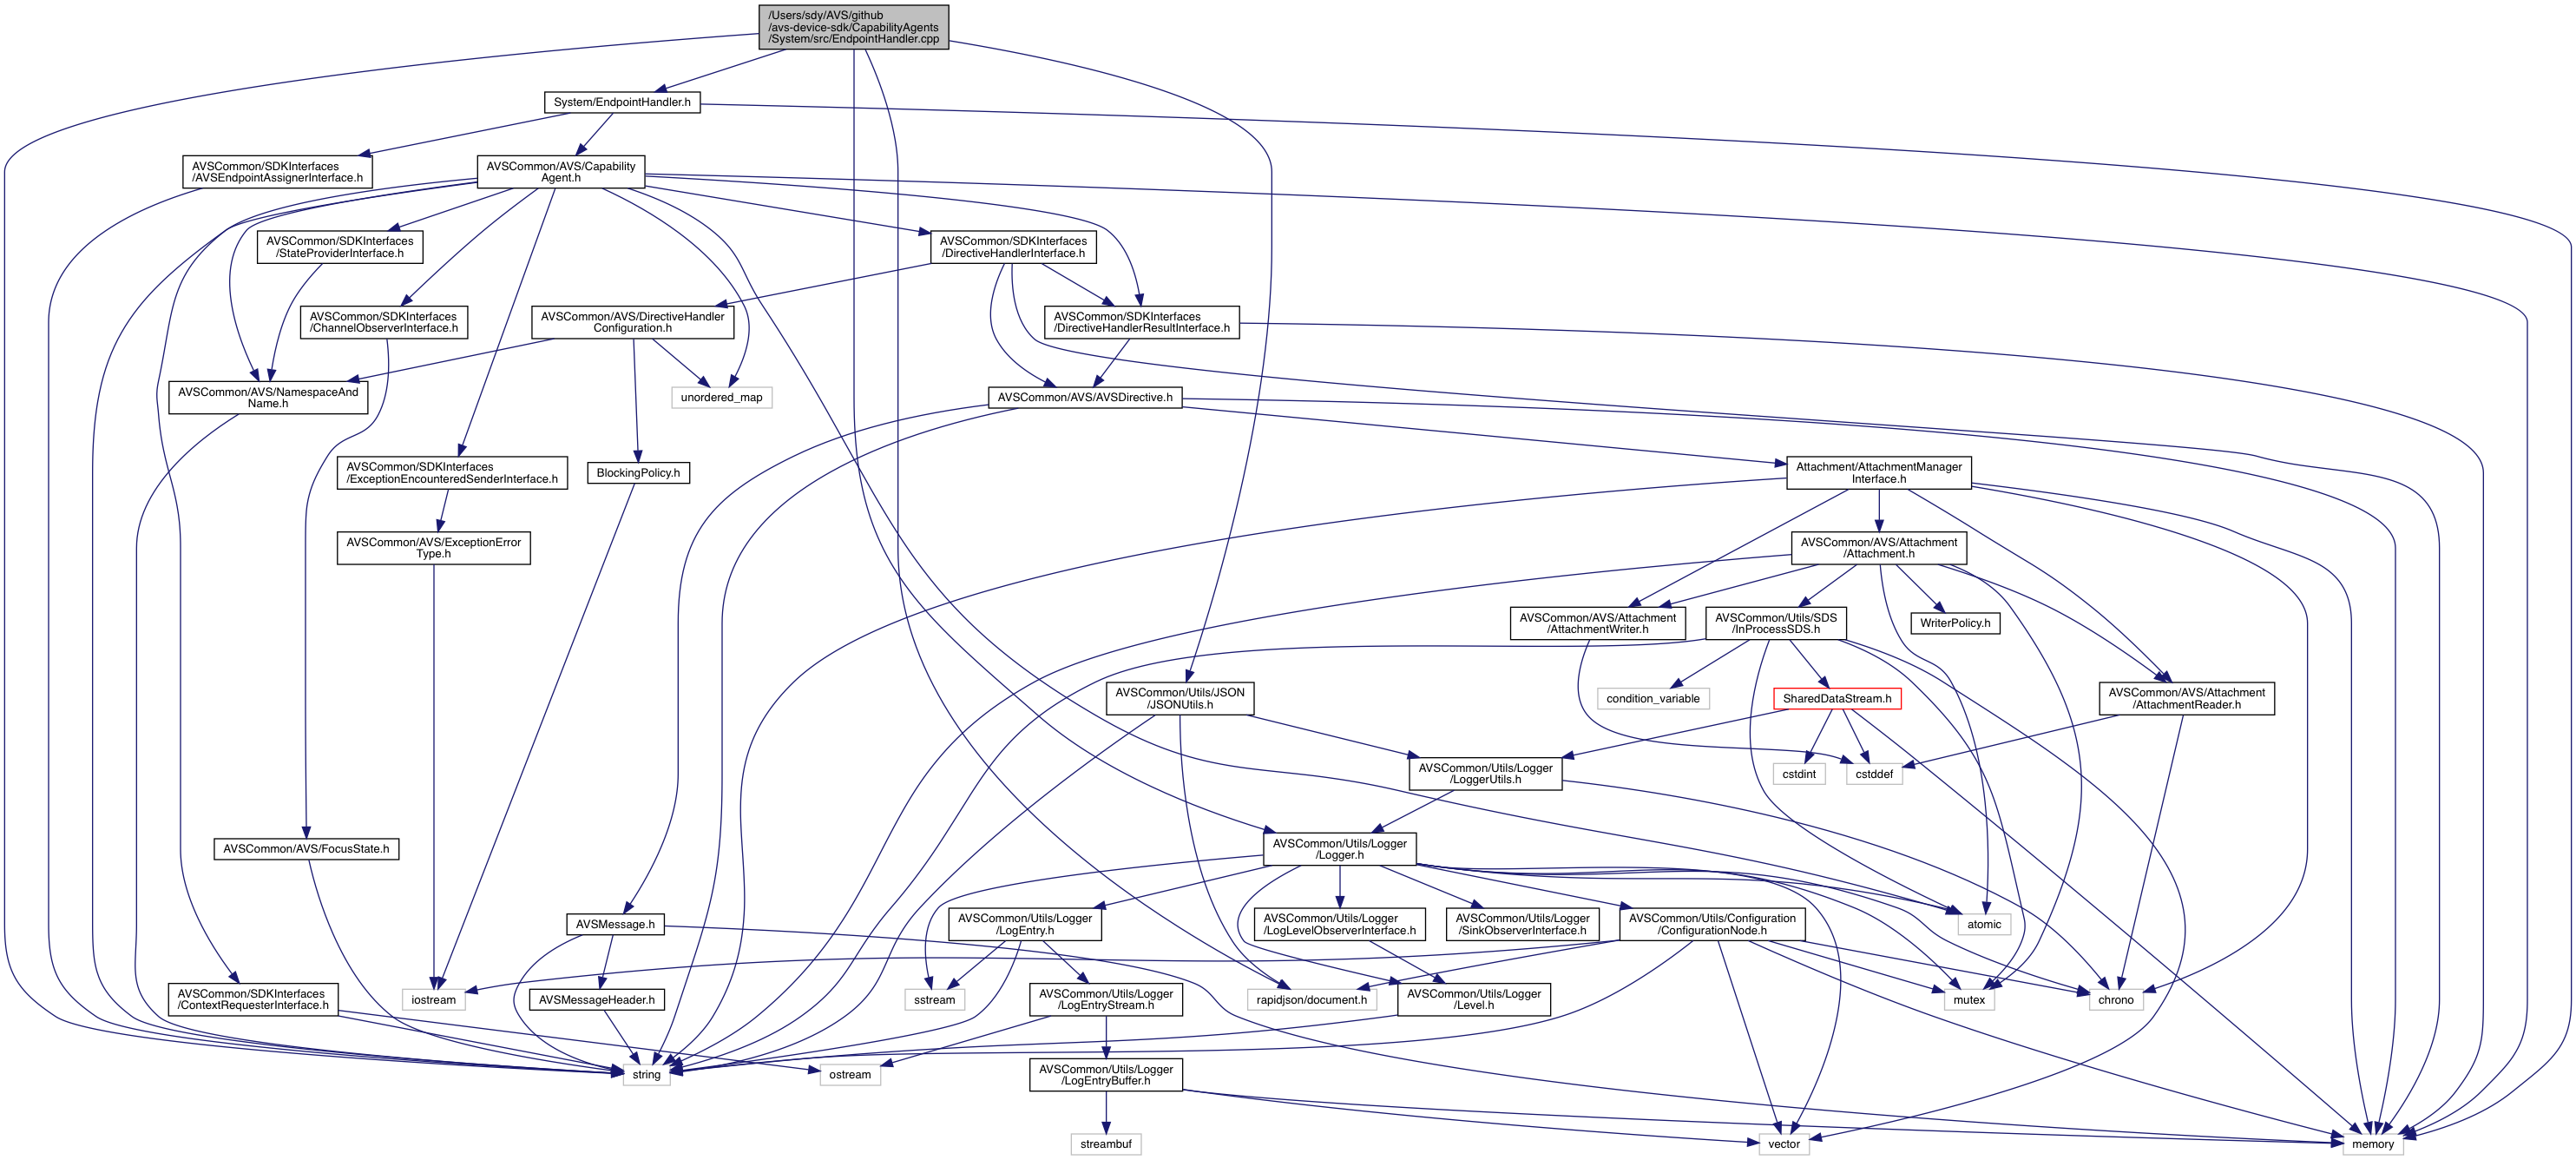 /Users/sdy/AVS/github
/avs-device-sdk/CapabilityAgents
/System/src/EndpointHandler.cpp
System/EndpointHandler.h
AVSCommon/SDKInterfaces
/AVSEndpointAssignerInterface.h
AVSCommon/AVS/Capability
Agent.h
AVSCommon/SDKInterfaces
/StateProviderInterface.h
AVSCommon/SDKInterfaces
/DirectiveHandlerInterface.h
AVSCommon/SDKInterfaces
/ChannelObserverInterface.h
AVSCommon/AVS/DirectiveHandler
Configuration.h
AVSCommon/SDKInterfaces
/DirectiveHandlerResultInterface.h
AVSCommon/AVS/NamespaceAnd
Name.h
unordered_map
AVSCommon/AVS/AVSDirective.h
AVSCommon/SDKInterfaces
/ExceptionEncounteredSenderInterface.h
BlockingPolicy.h
Attachment/AttachmentManager
Interface.h
AVSCommon/AVS/ExceptionError
Type.h
AVSCommon/AVS/Attachment
/Attachment.h
AVSCommon/AVS/Attachment
/AttachmentWriter.h
AVSCommon/Utils/SDS
/InProcessSDS.h
WriterPolicy.h
AVSCommon/Utils/JSON
/JSONUtils.h
condition_variable
SharedDataStream.h
AVSCommon/AVS/Attachment
/AttachmentReader.h
AVSCommon/Utils/Logger
/LoggerUtils.h
cstdint
cstddef
AVSCommon/AVS/FocusState.h
AVSCommon/Utils/Logger
/Logger.h
AVSMessage.h
AVSCommon/Utils/Logger
/LogEntry.h
AVSCommon/Utils/Logger
/LogLevelObserverInterface.h
AVSCommon/Utils/Logger
/SinkObserverInterface.h
AVSCommon/Utils/Configuration
/ConfigurationNode.h
atomic
AVSCommon/SDKInterfaces
/ContextRequesterInterface.h
iostream
AVSMessageHeader.h
sstream
AVSCommon/Utils/Logger
/LogEntryStream.h
rapidjson/document.h
AVSCommon/Utils/Logger
/Level.h
mutex
chrono
string
ostream
AVSCommon/Utils/Logger
/LogEntryBuffer.h
streambuf
vector
memory